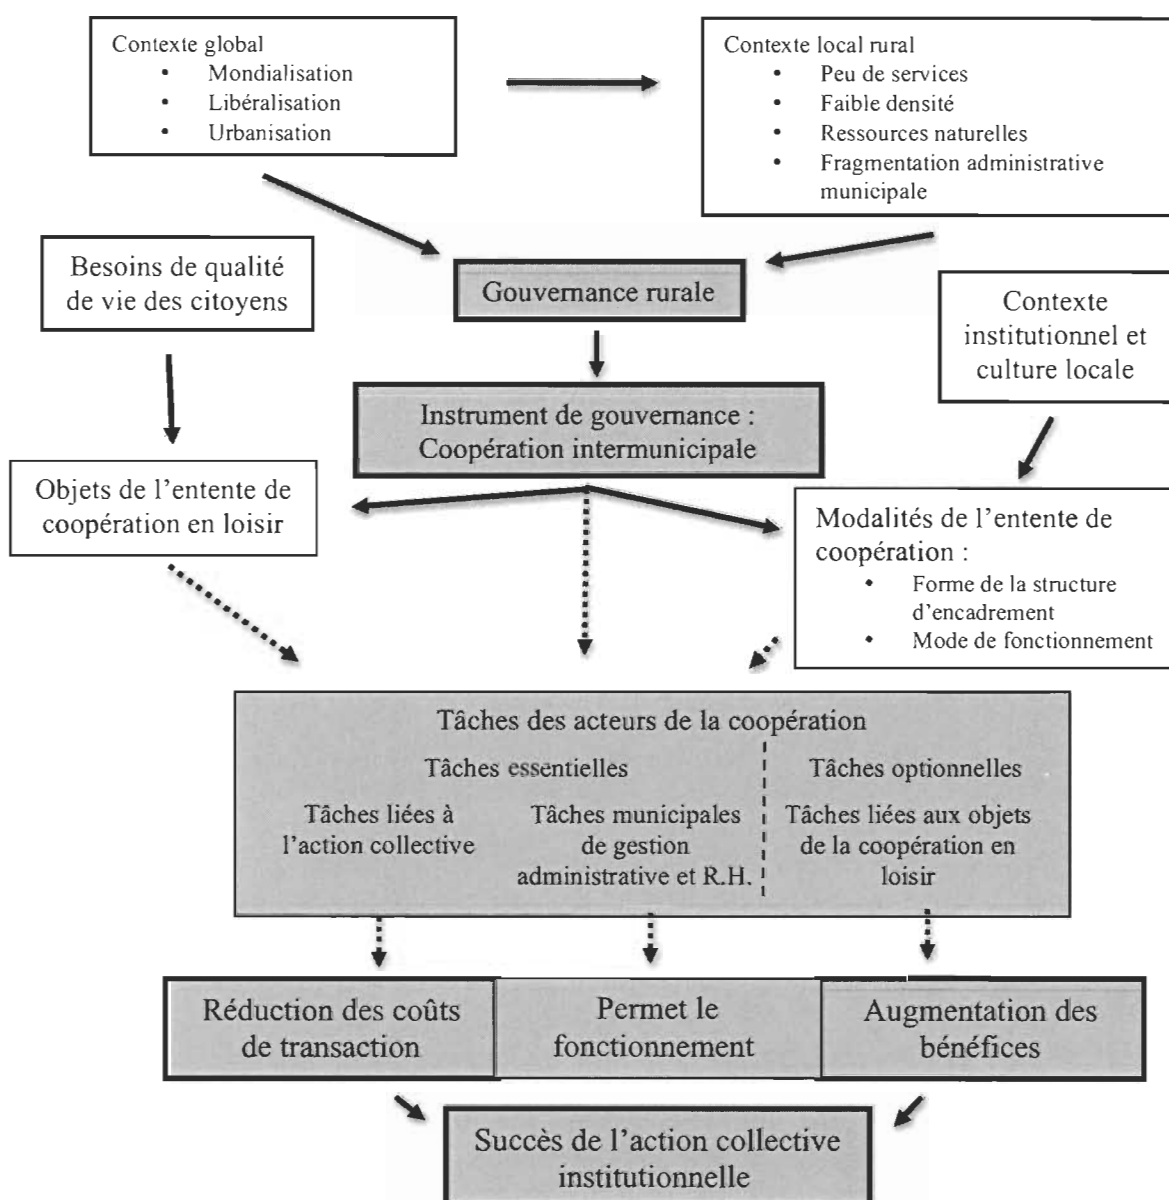 Contexte global
• Mondialisation
• Libéralisation
• Urbanisation
Contexte local rural
• Peu de services
• Faible densité
• Ressources naturelles
• Fragmentation administrative
municipale
Besoins de qualité
de vie des citoyens
Gouvernance rurale
Contexte
institutionnel et
culture locale
Instrument de gouvernance :
Coopération intermunicipale
Objets de l’entente de
coopération en loisir
Modalités de l’entente de
coopération :
• Forme de la structure
d’encadrement
• Mode de fonctionnement
Tâches des acteurs de la coopération
Tâches essentielles
Tâches optionnelles
Tâches liées à
l’action collective
Tâches municipales
de gestion
administrative et R.H.
Tâches liées aux objets
de la coopération en
loisir
Réduction des coûts
de transaction
Permet le
fonctionnement
Augmentation des
bénéfices
Succès de l’action collective
institutionnelle